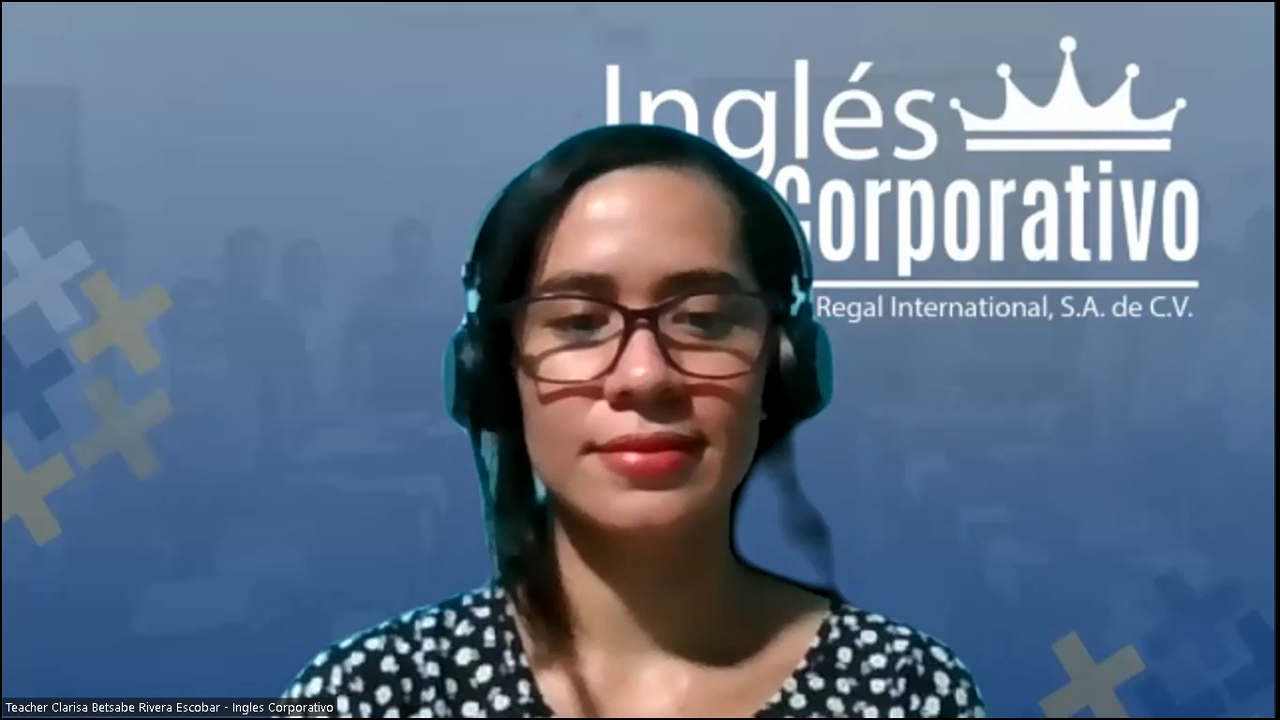 Inglés
Corporativo
Regal International, S.A. de C.V.
Teacher Clarisa Betsabe Rivera Escobar - Ingles Corporativo